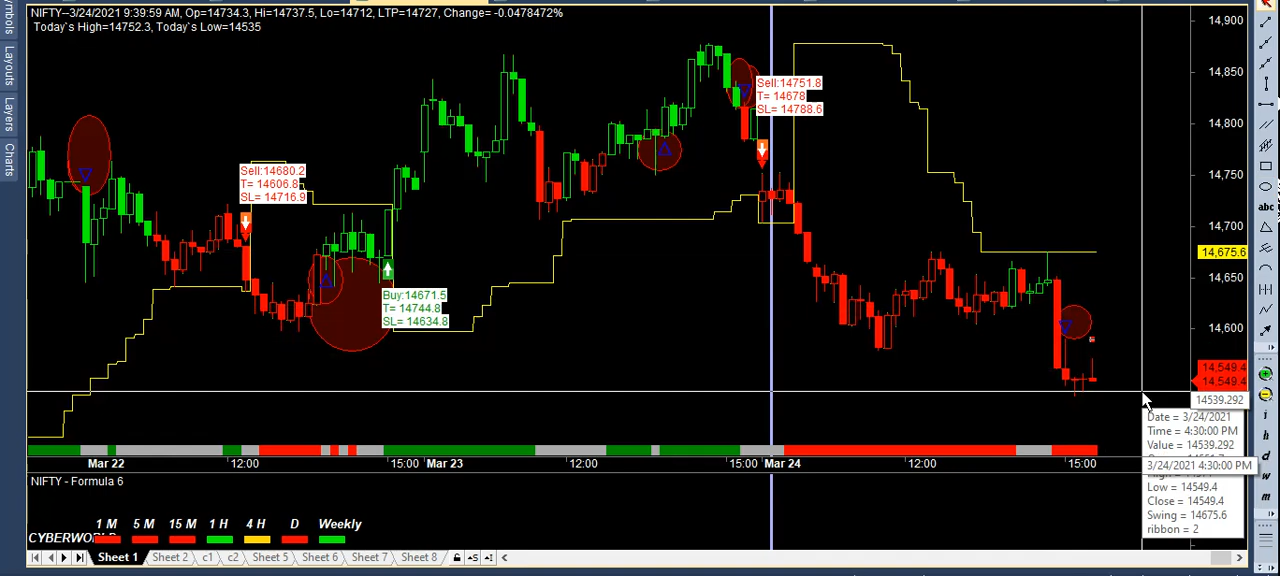 NIFTY--3/24/2021 9:39:59 AM, Op=14734.3, Hi=14737.5, Lo=14712, LTP=14727, Change= -0.0478472%
Today`s High=14752.3, Today`s Low=14535
Layouts
Layers
Charts
14,900
14,850
14,800
14,750
14,700
14,675.6
14,650
14,600
14,549.4
14,549.4
14539.292
Sell:14680.2
T= 14606.8
SL= 14716.9
Buy:14671.5
T= 14744.8
SL= 14634.8
Sell:14751.8
T= 14678
SL= 14788.6
abc
i
h
d
w
m
Date = 3/24/2021
Time = 4:30:00 PM
Value = 14539.292
3/24/2021 4:30:00 PM
Low = 14549.4
Close = 14549.4
Swing = 14675.6
ribbon = 2
Mar 22 12:00 15:00 Mar 23 12:00 15:00 Mar 24 12:00 15:00
NIFTY - Formula 6
1 M 5 M 15 M 1 H 4 H D Weekly
Sheet 1 Sheet 2 c1 c2 Sheet 5 Sheet 6 Sheet 7 Sheet 8